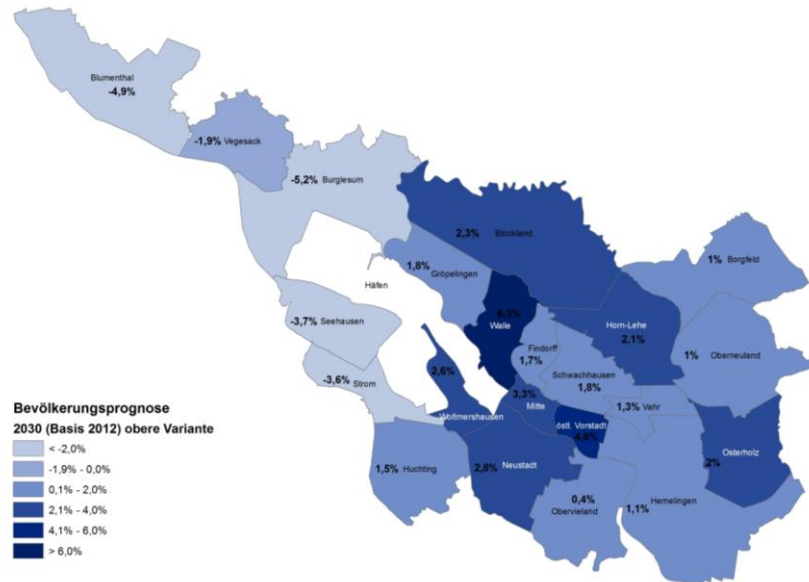 Blumenthal
-4,9%
-1,9% Vegesack
-5,2% Burglesum
2,3% Blockland
1% Borgfeld
1,8% Gröpelingen
Häfen
6,3%
Walle
Horn-Lehe
2,1%
-3,7% Seehausen
Findorff
1,7%
1% Oberneuland
Schwachhausen
1,8%
2,6%
-3,6% Strom
3,3%
Mitte
1,3% Vahr
Woltmershausen
östl. Vorstadt
4,6%
Osterholz
2%
1,5% Huchting
2,8% Neustadt
0,4%
Obervieland
Hemelingen
1,1%
Bevölkerungsprognose
2030 (Basis 2012) obere Variante
< -2,0%
-1,9% - 0,0%
0,1% - 2,0%
2,1% - 4,0%
4,1% - 6,0%
> 6,0%